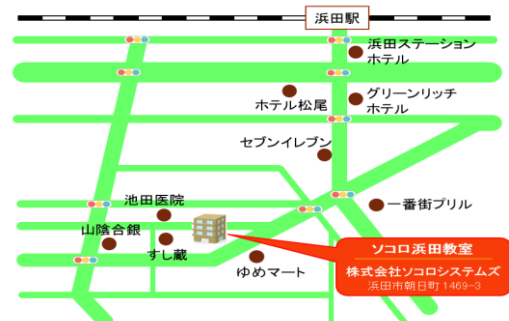 浜田駅
浜田ステーション
ホテル
グリーンリッチ
ホテル
ホテル松尾
セブンイレブン
池田医院
一番街プリル
山陰合銀
すし蔵
ゆめマート
ソコロ浜田教室
株式会社ソコロシステムズ
浜田市朝日町1469-3